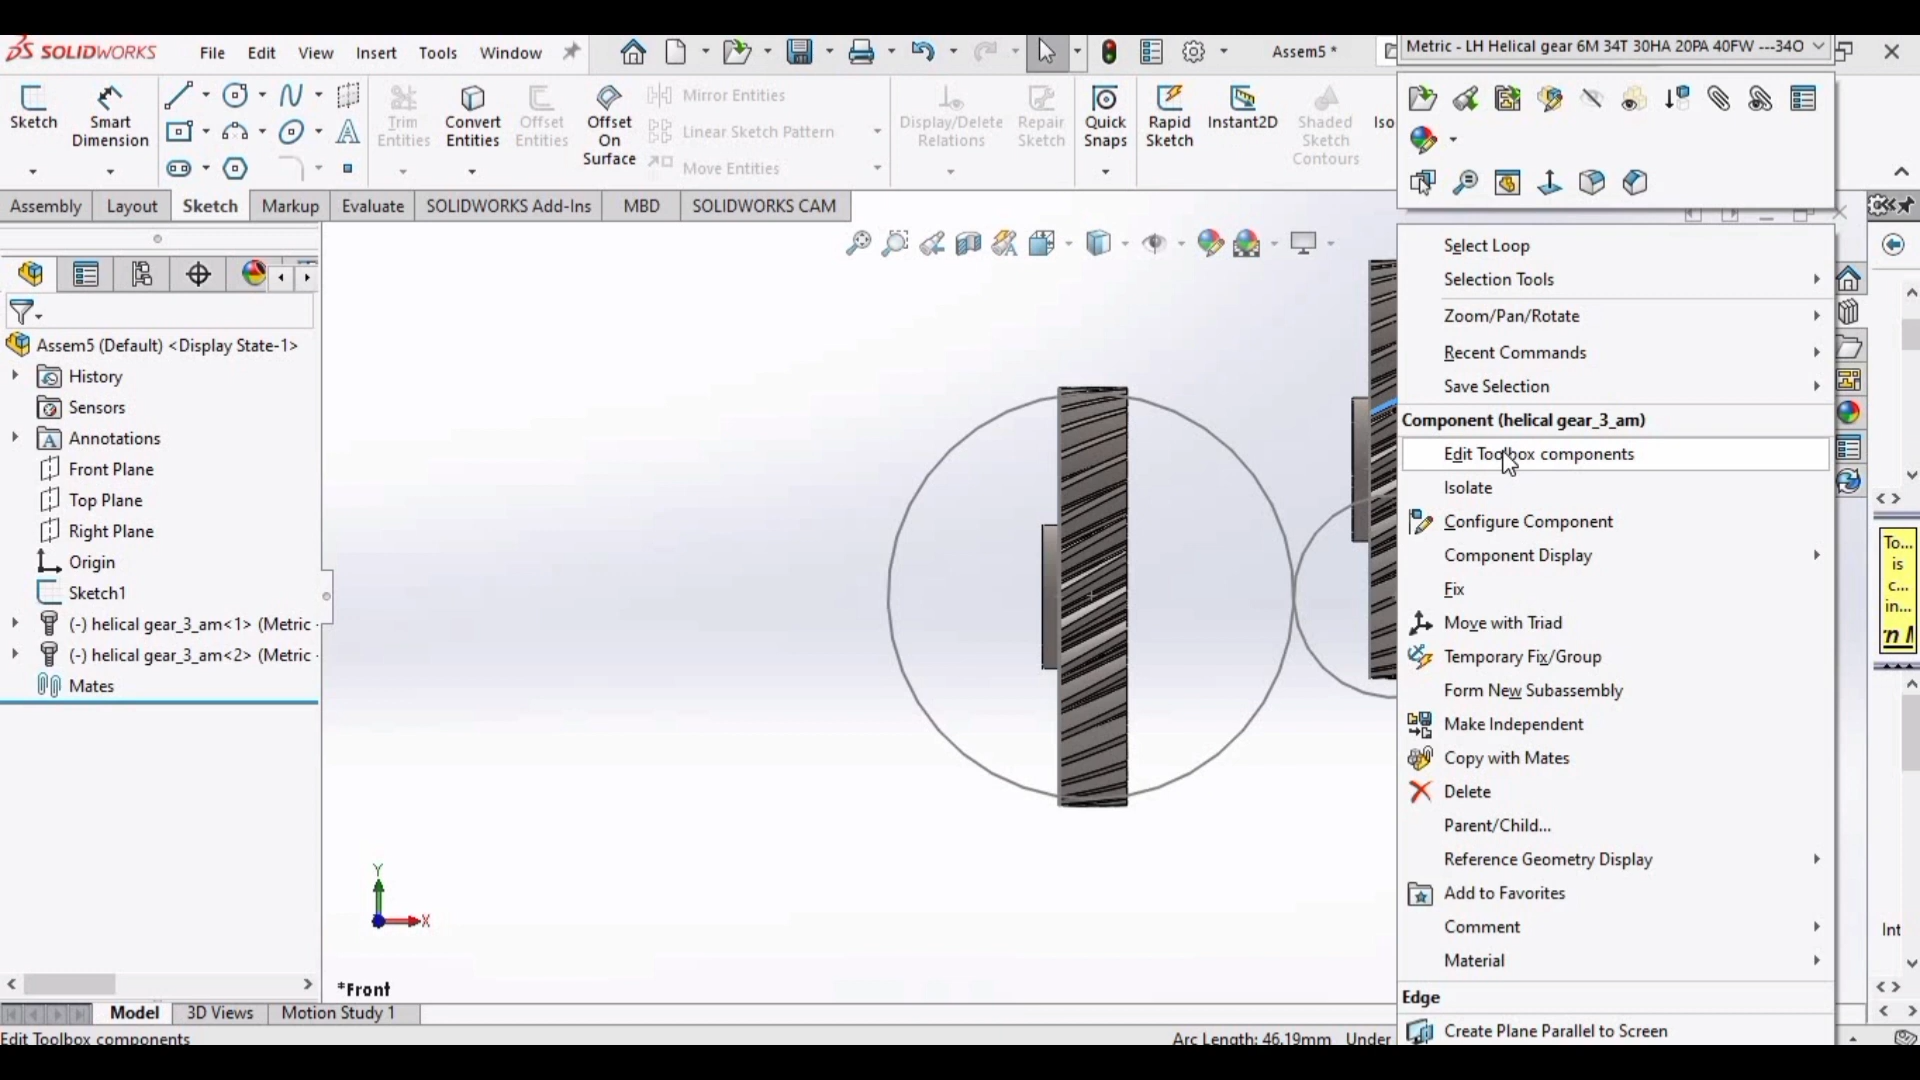 SOLIDWORKS File Edit View Insert Tools Window Assem5 *
Metric - LH Helical gear 6M 34T 30HA 20PA 40FW ---34O
Sketch
Smart Dimension
Trim Entities
Convert Entities
Offset Entities
Offset On Surface
Mirror Entities
Linear Sketch Pattern
Move Entities
Display/Delete Relations
Repair Sketch
Quick Snaps
Rapid Sketch
Instant2D
Shaded Sketch Contours
Iso
Assembly Layout Sketch Markup Evaluate SOLIDWORKS Add-Ins MBD SOLIDWORKS CAM
Assem5 (Default) <Display State-1>
History
Sensors
Annotations
Front Plane
Top Plane
Right Plane
Origin
Sketch1
(-) helical gear_3_am<1> (Metric
(-) helical gear_3_am<2> (Metric
Mates
Y
X
*Front
Select Loop
Selection Tools
Zoom/Pan/Rotate
Recent Commands
Save Selection
Component (helical gear_3_am)
Edit Toolbox components
Isolate
Configure Component
Component Display
Fix
Move with Triad
Temporary Fix/Group
Form New Subassembly
Make Independent
Copy with Mates
Delete
Parent/Child...
Reference Geometry Display
Add to Favorites
Comment
Material
Edge
Create Plane Parallel to Screen
To...
is
c...
in...
Int
Model 3D Views Motion Study 1
Edit Toolbox components
Arc Length: 46.19mm Under